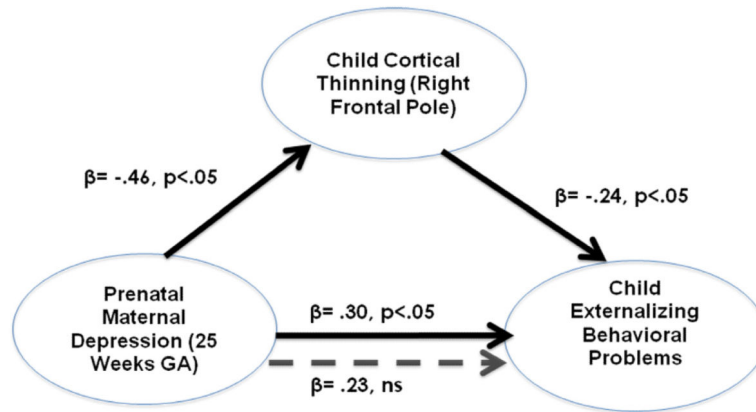 Child Cortical
Thinning (Right
Frontal Pole)
β= -.46, p<.05
β= -.24, p<.05
Prenatal
Maternal
Depression (25
Weeks GA)
β= .30, p<.05
β= .23, ns
Child
Externalizing
Behavioral
Problems